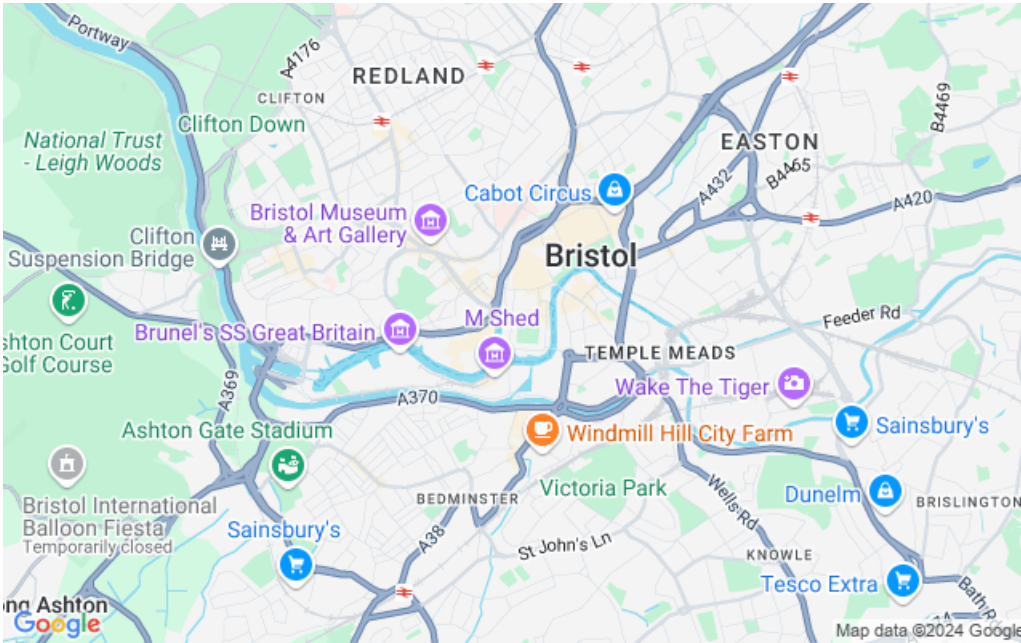 Portway
A4176
REDLAND
B4469
CLIFTON
National Trust
- Leigh Woods
Clifton Down
EASTON
B4465
A432
Cabot Circus
A420
Bristol Museum
& Art Gallery
Clifton
Suspension Bridge
Bristol
shton Court
Golf Course
Brunel's SS Great Britain
M Shed
Feeder Rd
TEMPLE MEADS
A369
A370
Wake The Tiger
Ashton Gate Stadium
Windmill Hill City Farm
Sainsbury's
Bristol International
Balloon Fiesta
Temporarily closed
BEDMINSTER
Victoria Park
Wells Rd
Dunelm
BRISLINGTON
Sainsbury's
A38
St John's Ln
KNOWLE
Tesco Extra
Bath R
ng Ashton
Google
Map data ©2024 Google